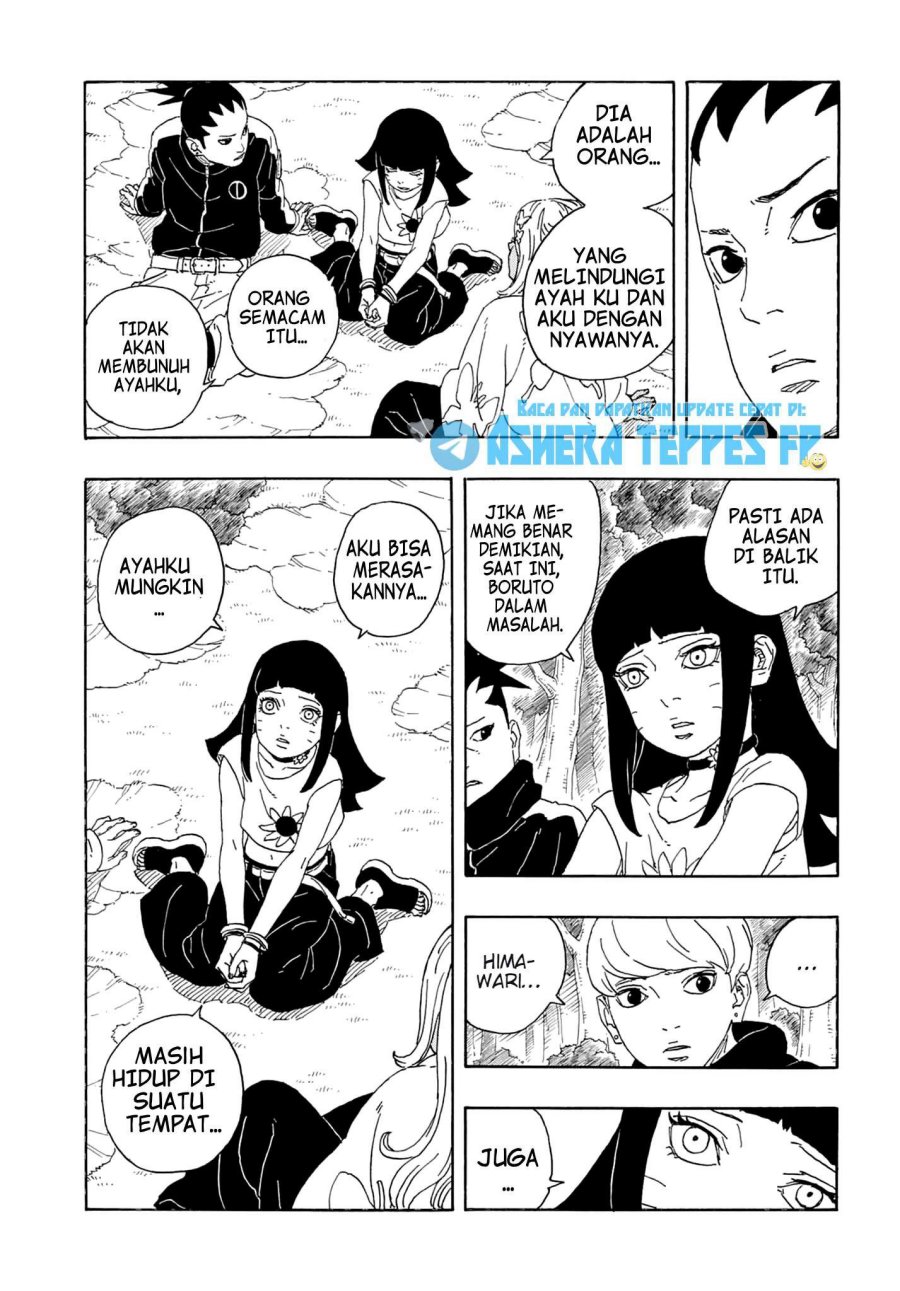 DIA
ADALAH
ORANG...
YANG
MELINDUNGI
AYAH KU DAN
AKU DENGAN
NYAWANYA.
ORANG
SEMACAM
ITU...
TIDAK
AKAN
MEMBUNUH
AYAHKU,
BACA DAN DAPATKAN UPDATE CEPAT DI:
ASHERA TEPPES FP
PASTI ADA
ALASAN
DI BALIK
ITU.
JIKA ME-
MANG BENAR
DEMIKIAN,
SAAT INI,
BORUTO
DALAM
MASALAH.
...
HIMA-
WARI...
JUGA
...
AKU BISA
MERASA-
KANNYA...
AYAHKU
MUNGKIN
...
MASIH
HIDUP DI
SUATU
TEMPAT...